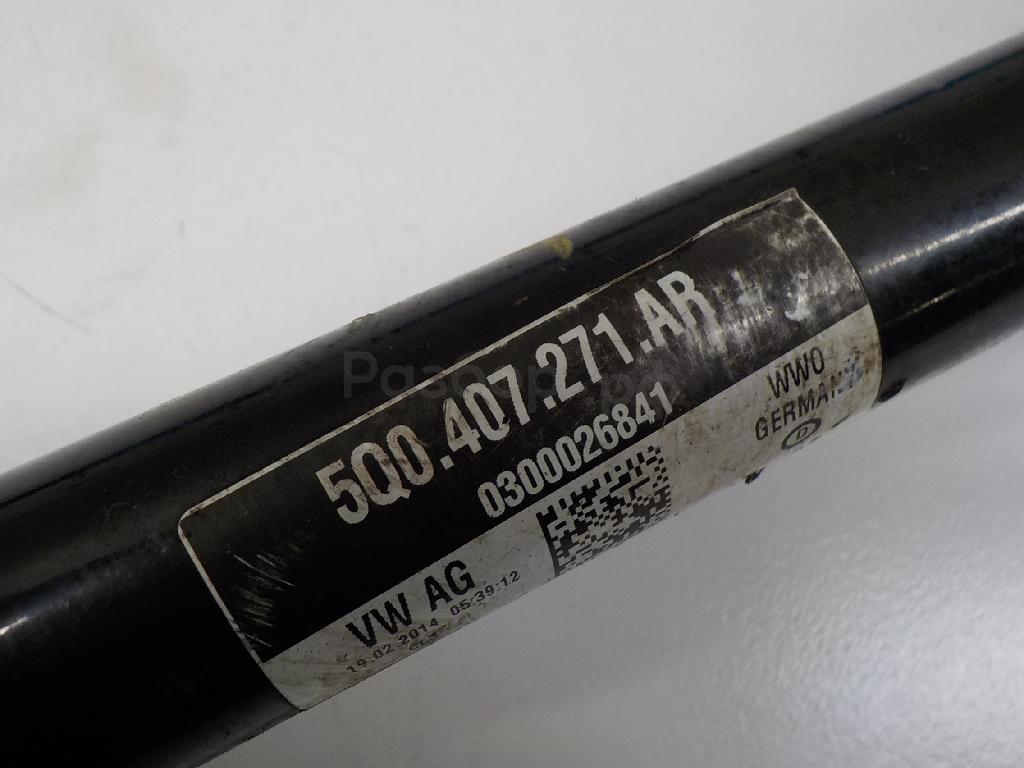 5Q0.407.271.AR
0300026841
WWO
GERMANY
D
VW AG
19.02.2014 05:39:12